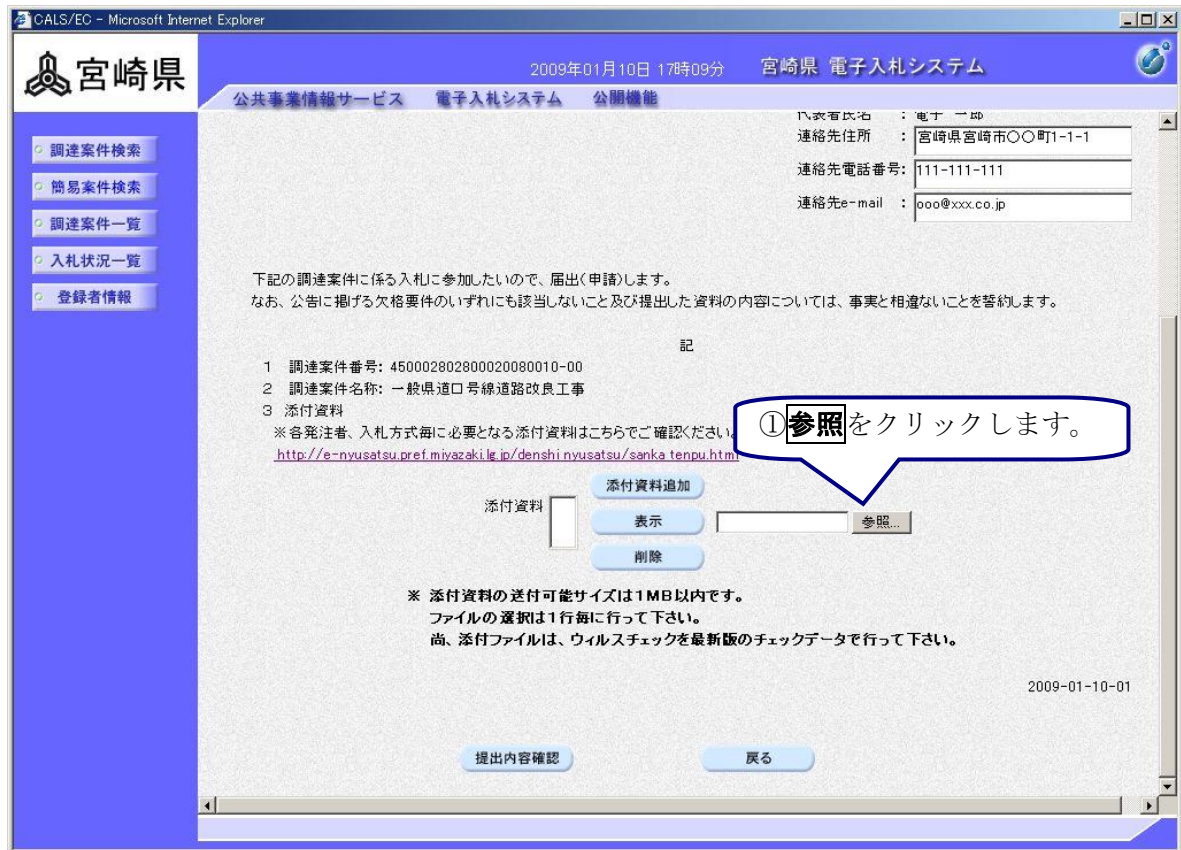 CALS/EC - Microsoft Internet Explorer
宮崎県
2009年01月10日 17時09分
宮崎県 電子入札システム
公共事業情報サービス 電子入札システム 公開機能
調達案件検索
簡易案件検索
調達案件一覧
入札状況一覧
登録者情報
代表者氏名 : 電子 一郎
連絡先住所 : 宮崎県宮崎市○○町1-1-1
連絡先電話番号: 111-111-111
連絡先e-mail : ooo@xxx.co.jp
下記の調達案件に係る入札に参加したいので、届出(申請)します。
なお、公告に掲げる欠格要件のいずれにも該当しないこと及び提出した資料の内容については、事実と相違ないことを誓約します。
記
1 調達案件番号: 450002802800020080010-00
2 調達案件名称: 一般県道口号線道路改良工事
3 添付資料
※各発注者、入札方式毎に必要となる添付資料はこちらでご確認ください。
http://e-nyusatsu.pref.miyazaki.lg.jp/denshi nyusatsu/sanka tenpu.html
①参照をクリックします。
添付資料
添付資料追加
表示
参照...
削除
※ 添付資料の送付可能サイズは1MB以内です。
ファイルの選択は1行毎に行って下さい。
尚、添付ファイルは、ウィルスチェックを最新版のチェックデータで行って下さい。
2009-01-10-01
提出内容確認
戻る